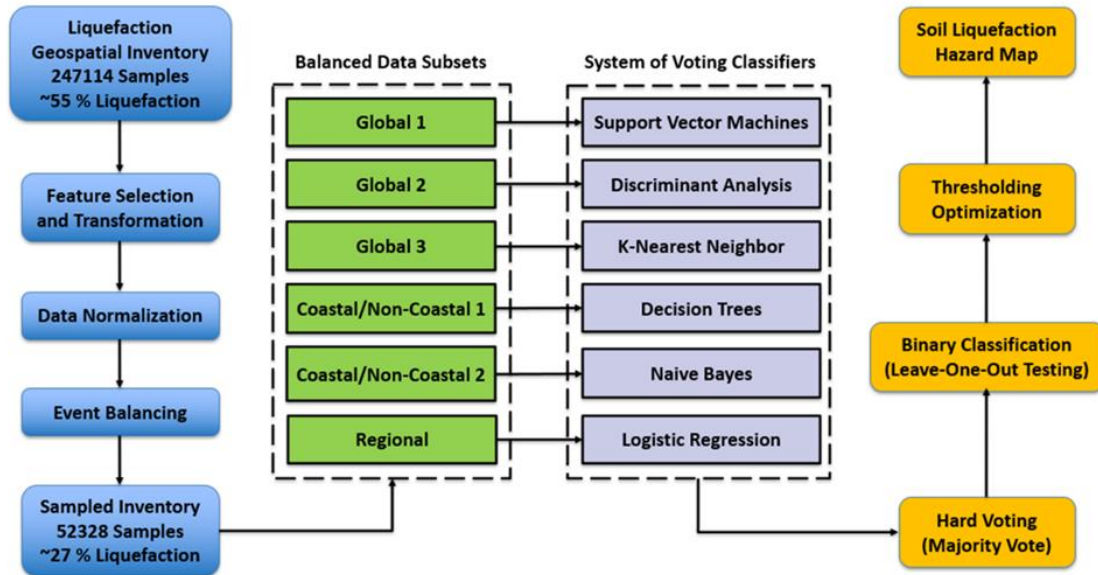 Liquefaction
Geospatial Inventory
247114 Samples
~55 % Liquefaction
Feature Selection
and Transformation
Data Normalization
Event Balancing
Sampled Inventory
52328 Samples
~27 % Liquefaction
Balanced Data Subsets
Global 1
Global 2
Global 3
Coastal/Non-Coastal 1
Coastal/Non-Coastal 2
Regional
System of Voting Classifiers
Support Vector Machines
Discriminant Analysis
K-Nearest Neighbor
Decision Trees
Naive Bayes
Logistic Regression
Soil Liquefaction
Hazard Map
Thresholding
Optimization
Binary Classification
(Leave-One-Out Testing)
Hard Voting
(Majority Vote)